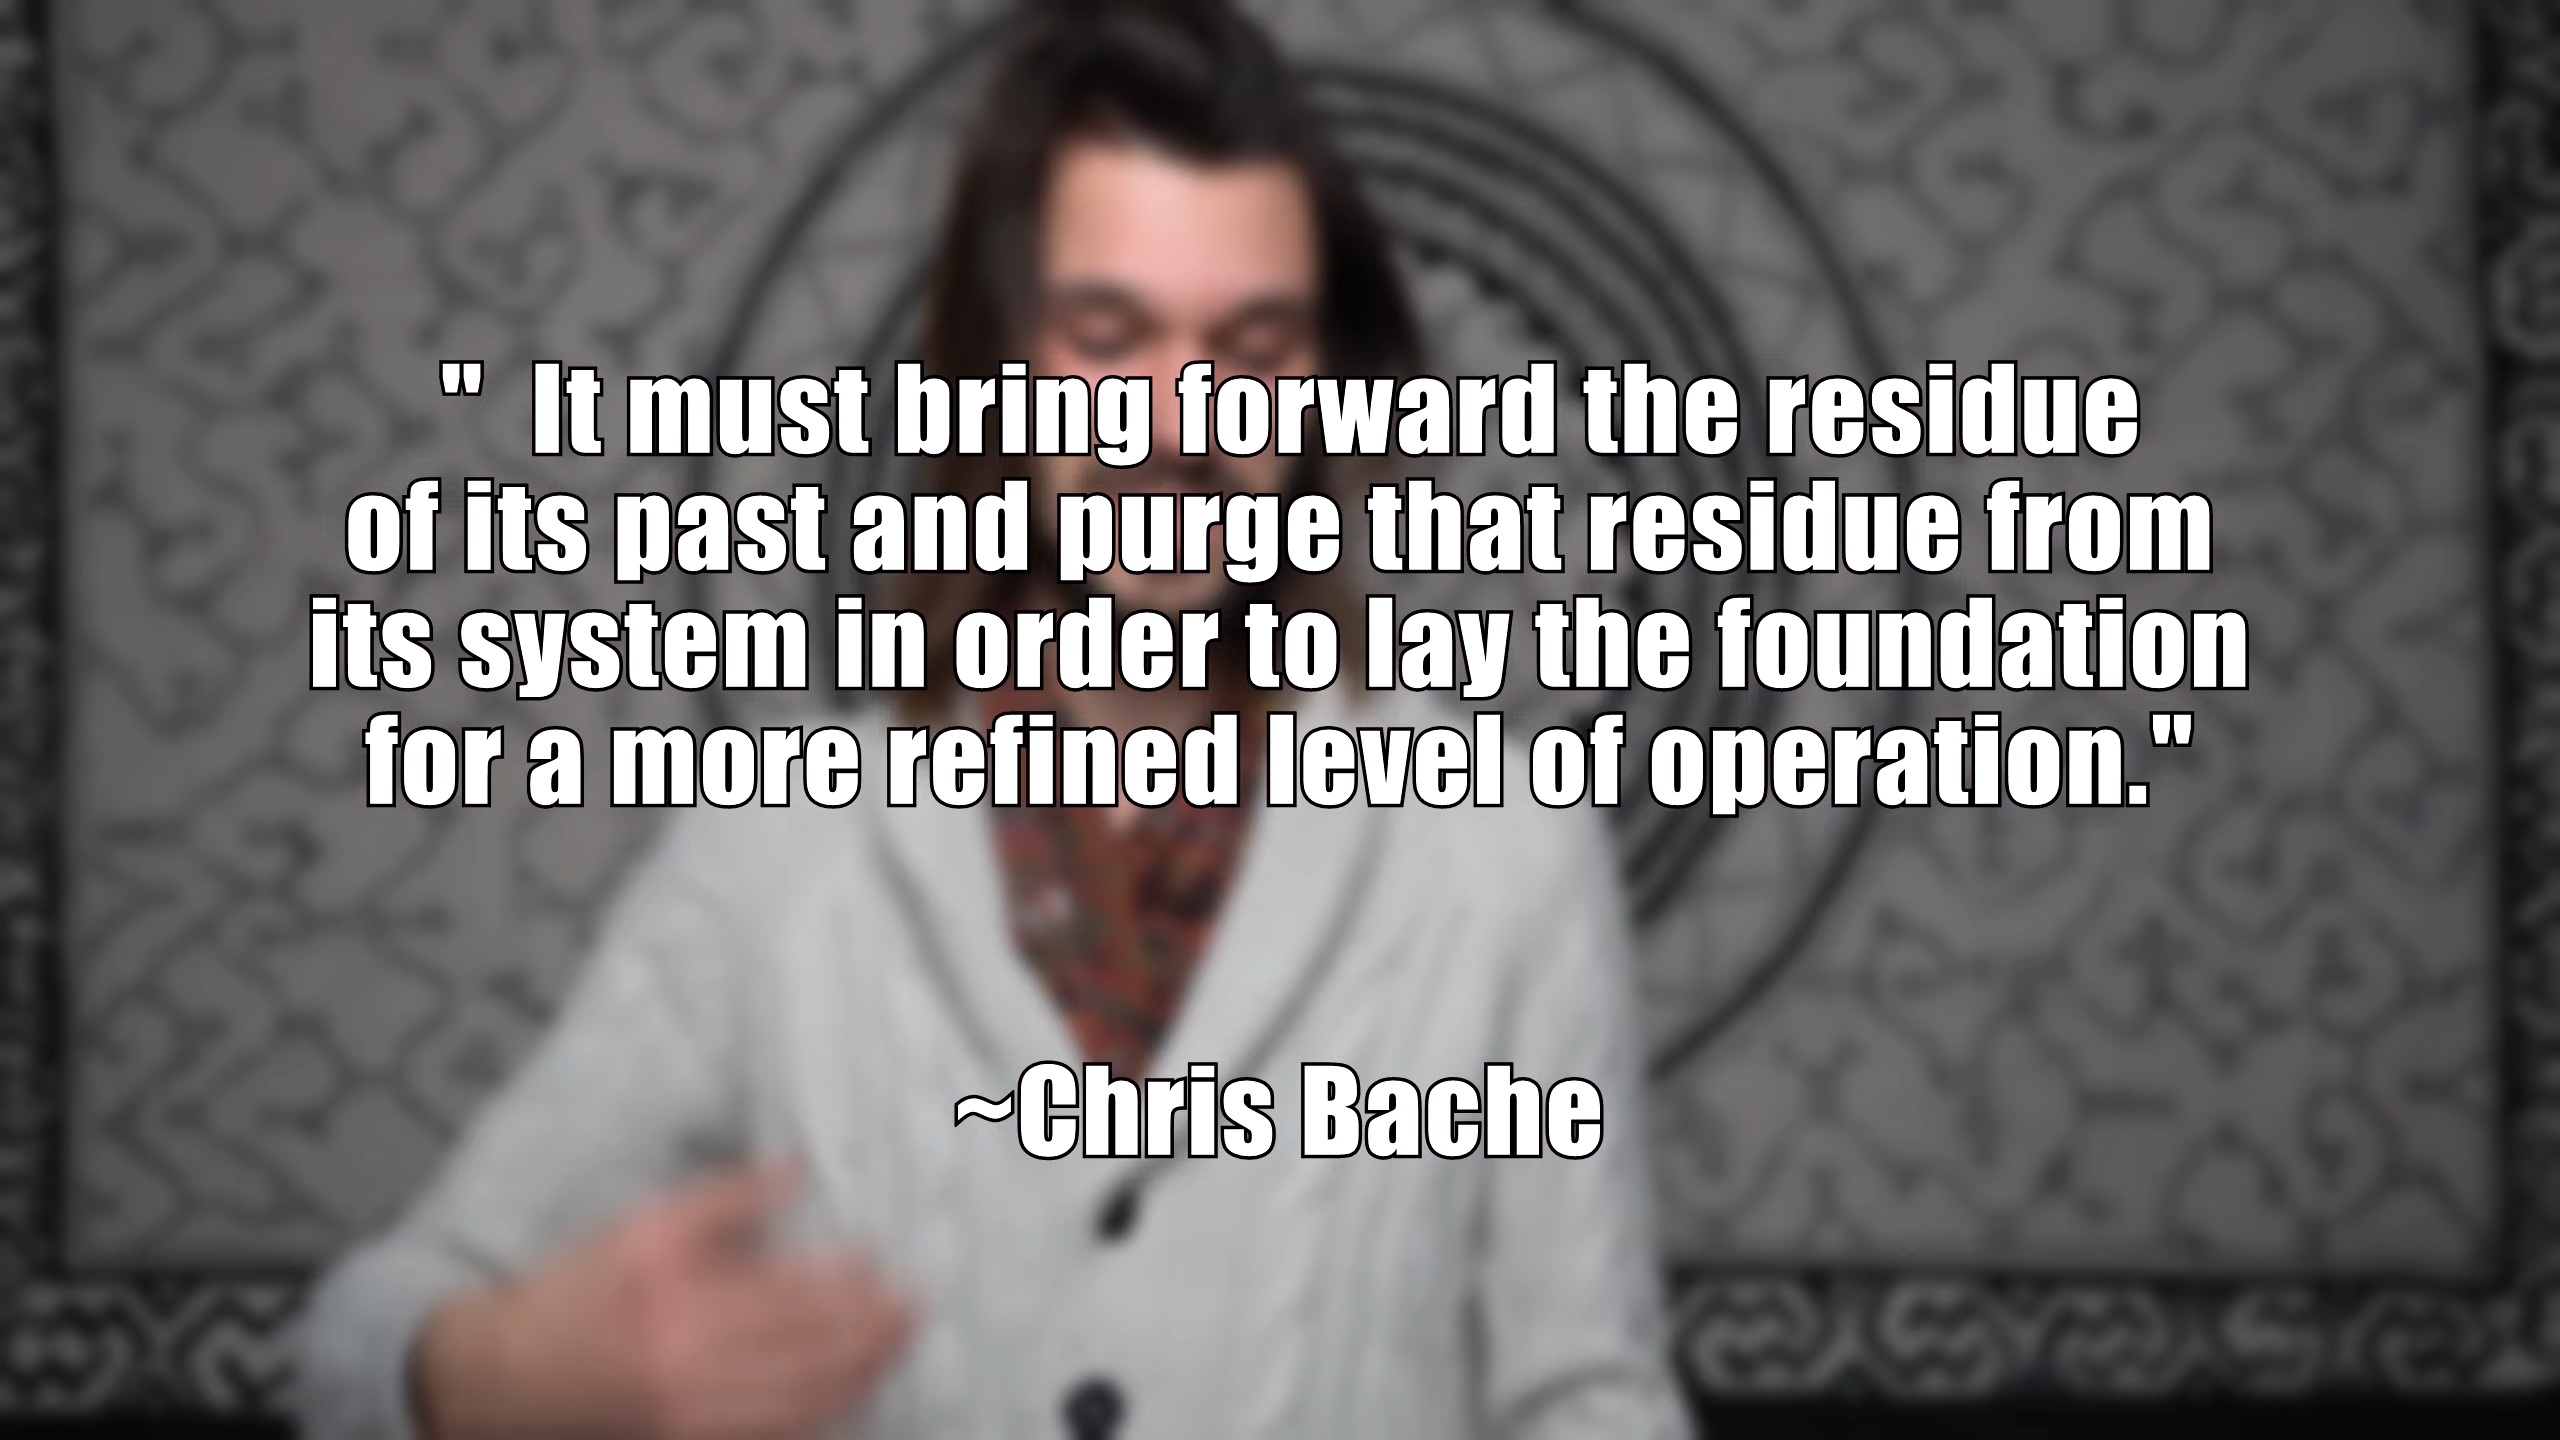 "  It must bring forward the residue
of its past and purge that residue from
its system in order to lay the foundation
for a more refined level of operation."
~Chris Bache